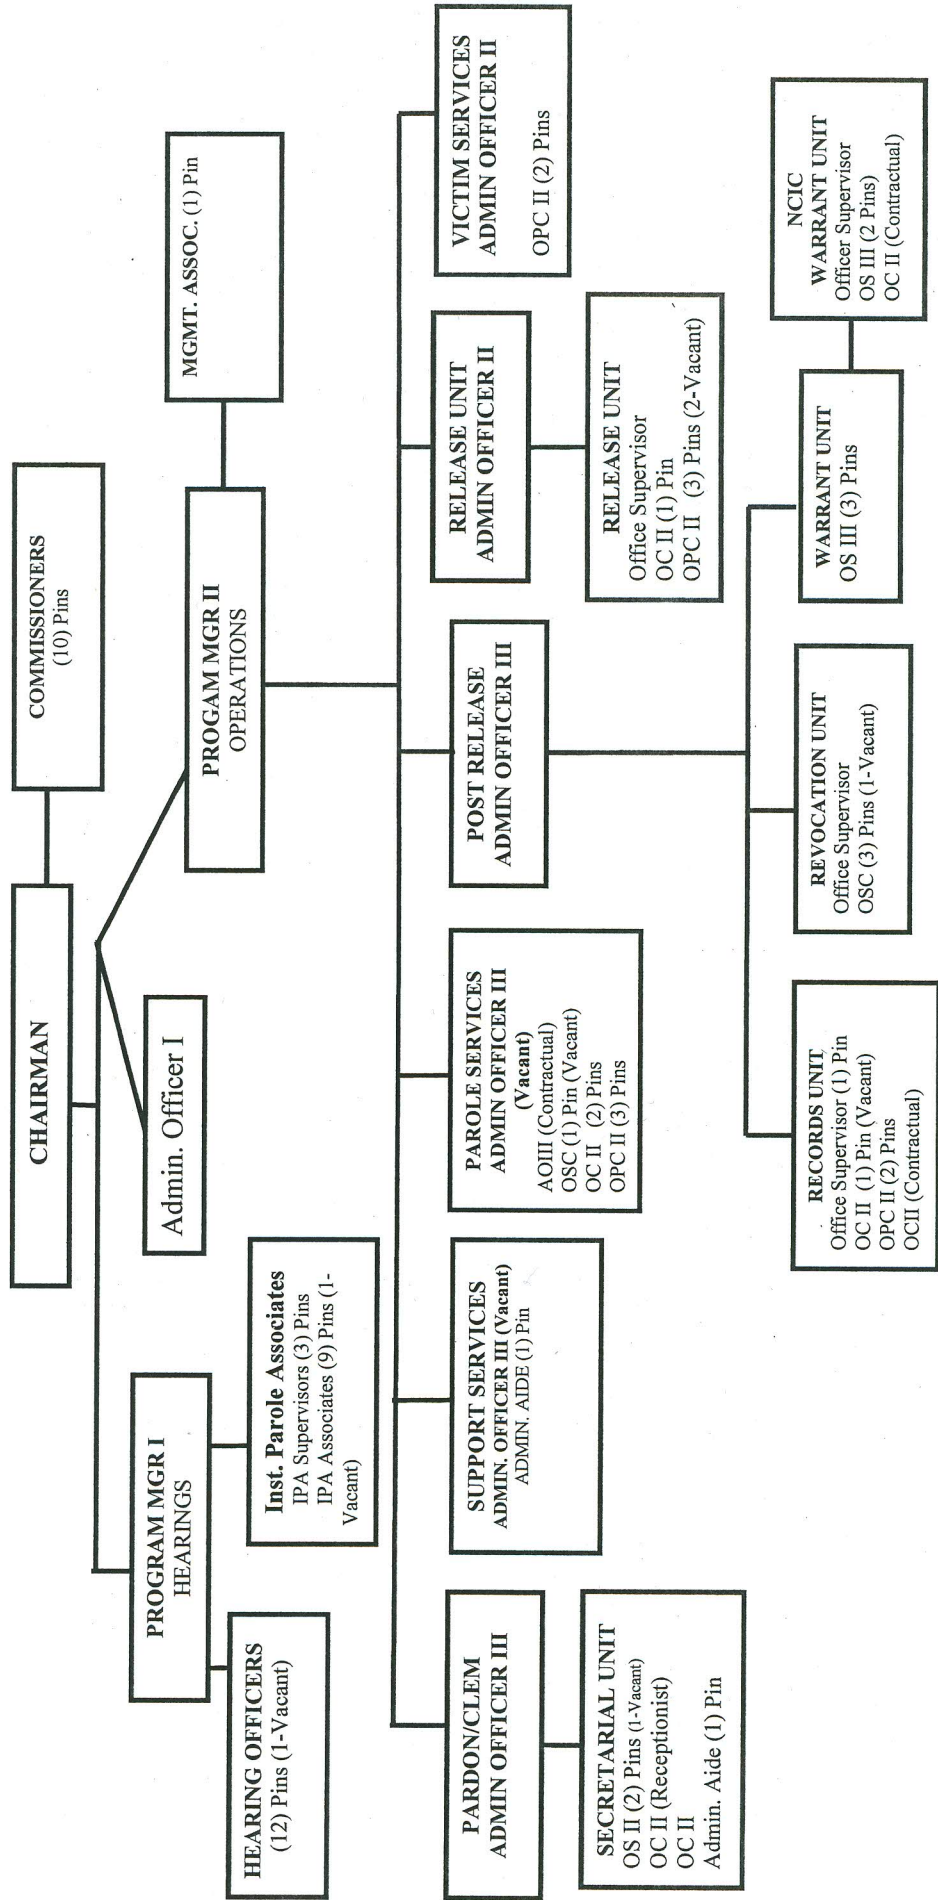 CHAIRMAN
COMMISSIONERS
(10) Pins
Admin. Officer I
PROGRAM MGR I
HEARINGS
PROGAM MGR II
OPERATIONS
MGMT. ASSOC. (1) Pin
HEARING OFFICERS
(12) Pins (1-Vacant)
Inst. Parole Associates
IPA Supervisors (3) Pins
IPA Associates (9) Pins (1-
Vacant)
PARDON/CLEM
ADMIN OFFICER III
SUPPORT SERVICES
ADMIN. OFFICER III (Vacant)
ADMIN. AIDE (1) Pin
PAROLE SERVICES
ADMIN OFFICER III
(Vacant)
AOIII (Contractual)
OSC (1) Pin (Vacant)
OC II (2) Pins
OPC II (3) Pins
POST RELEASE
ADMIN OFFICER III
RELEASE UNIT
ADMIN OFFICER II
VICTIM SERVICES
ADMIN OFFICER II
OPC II (2) Pins
SECRETARIAL UNIT
OS II (2) Pins (1-Vacant)
OC II (Receptionist)
OC II
Admin. Aide (1) Pin
RELEASE UNIT
Office Supervisor
OC II (1) Pin
OPC II (3) Pins (2-Vacant)
RECORDS UNIT
Office Supervisor (1) Pin
OC II (1) Pin (Vacant)
OPC II (2) Pins
OCII (Contractual)
REVOCATION UNIT
Office Supervisor
OSC (3) Pins (1-Vacant)
WARRANT UNIT
OS III (3) Pins
NCIC
WARRANT UNIT
Officer Supervisor
OS III (2 Pins)
OC II (Contractual)